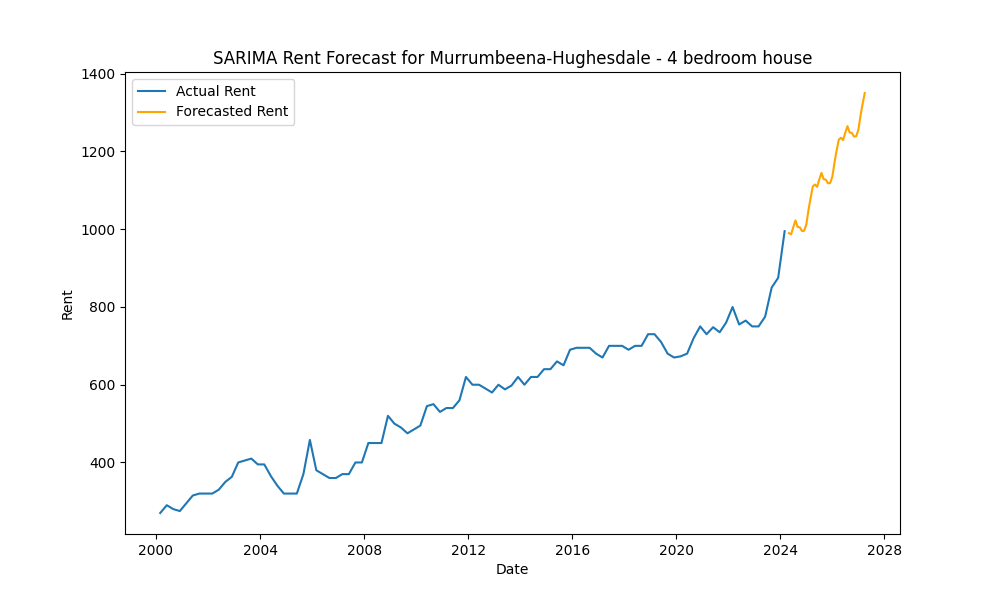 SARIMA Rent Forecast for Murrumbeena-Hughesdale - 4 bedroom house
Actual Rent
Forecasted Rent
Rent
1400
1200
1000
800
600
400
2000 2004 2008 2012 2016 2020 2024 2028
Date